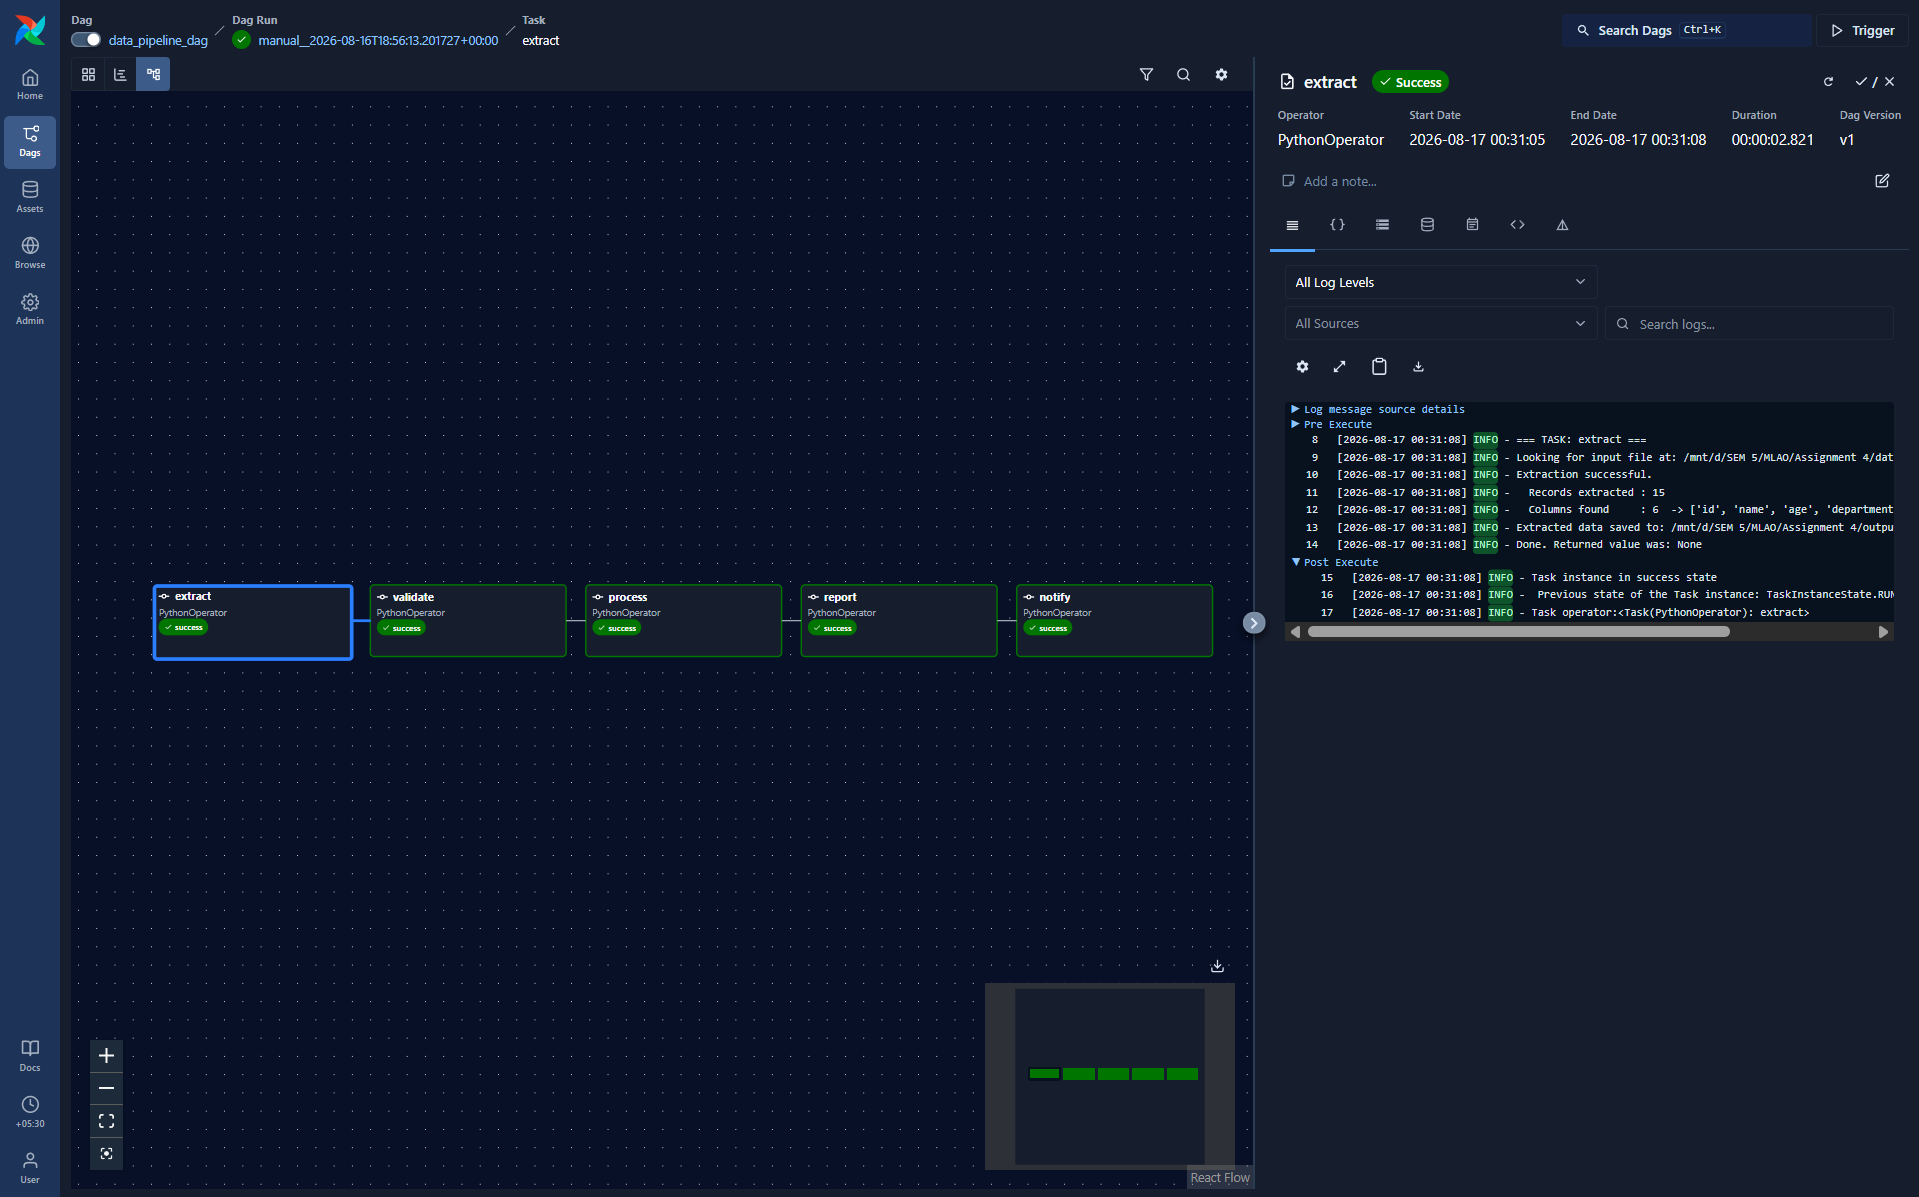 Dag
data_pipeline_dag
Dag Run
manual__2026-08-16T18:56:13.201727+00:00
Task
extract
Search Dags Ctrl+K
Trigger
Home
Dags
Assets
Browse
Admin
Docs
+05:30
User
extract
PythonOperator
success
validate
PythonOperator
success
process
PythonOperator
success
report
PythonOperator
success
notify
PythonOperator
success
React Flow
extract Success
/
Operator Start Date End Date Duration Dag Version
PythonOperator 2026-08-17 00:31:05 2026-08-17 00:31:08 00:00:02.821 v1
Add a note...
All Log Levels
All Sources
Search logs...
Log message source details
Pre Execute
8 [2026-08-17 00:31:08] INFO - === TASK: extract ===
9 [2026-08-17 00:31:08] INFO - Looking for input file at: /mnt/d/SEM 5/MLAO/Assignment 4/dat
10 [2026-08-17 00:31:08] INFO - Extraction successful.
11 [2026-08-17 00:31:08] INFO - Records extracted : 15
12 [2026-08-17 00:31:08] INFO - Columns found : 6 -> ['id', 'name', 'age', 'department
13 [2026-08-17 00:31:08] INFO - Extracted data saved to: /mnt/d/SEM 5/MLAO/Assignment 4/outpu
14 [2026-08-17 00:31:08] INFO - Done. Returned value was: None
Post Execute
15 [2026-08-17 00:31:08] INFO - Task instance in success state
16 [2026-08-17 00:31:08] INFO - Previous state of the Task instance: TaskInstanceState.RUN
17 [2026-08-17 00:31:08] INFO - Task operator:<Task(PythonOperator): extract>